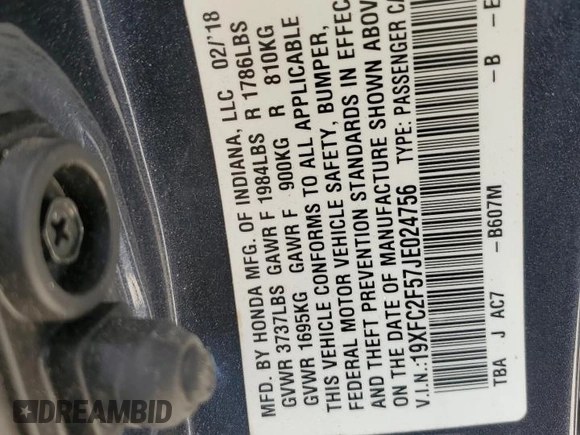 MFD. BY HONDA MFG. OF INDIANA, LLC 02/'18
GVWR 3737LBS GAWR F 1984LBS R 1786LBS
GVWR 1695KG GAWR F 900KG R 810KG
THIS VEHICLE CONFORMS TO ALL APPLICABLE
FEDERAL MOTOR VEHICLE SAFETY, BUMPER,
AND THEFT PREVENTION STANDARDS IN EFFEC
ON THE DATE OF MANUFACTURE SHOWN ABOV
V.I.N.:19XFC2F57JE024756 TYPE: PASSENGER CA
TBA J AC7 -B607M -B -E
DREAMBID